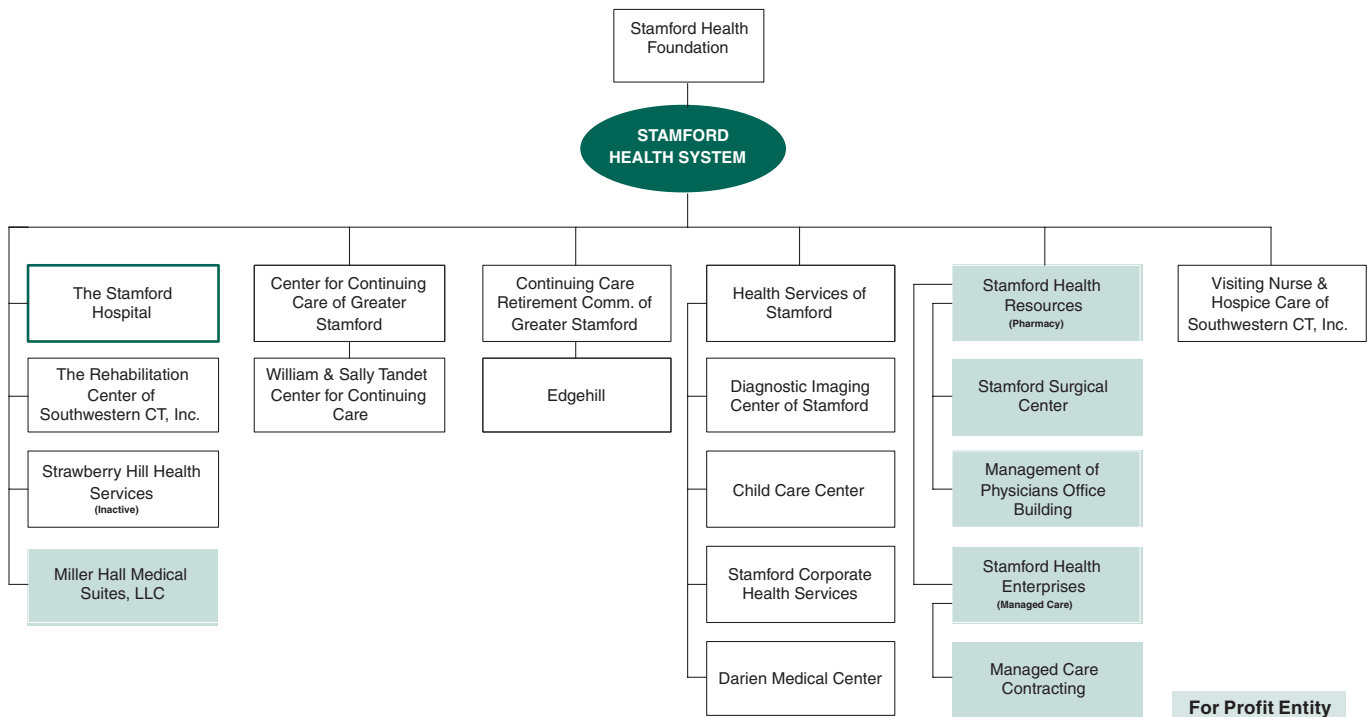 Stamford Health
Foundation
STAMFORD
HEALTH SYSTEM
The Stamford
Hospital
Center for Continuing
Care of Greater
Stamford
Continuing Care
Retirement Comm. of
Greater Stamford
Health Services of
Stamford
Stamford Health
Resources
(Pharmacy)
Visiting Nurse &
Hospice Care of
Southwestern CT, Inc.
The Rehabilitation
Center of
Southwestern CT, Inc.
William & Sally Tandet
Center for Continuing
Care
Edgehill
Diagnostic Imaging
Center of Stamford
Stamford Surgical
Center
Strawberry Hill Health
Services
(Inactive)
Child Care Center
Management of
Physicians Office
Building
Miller Hall Medical
Suites, LLC
Stamford Corporate
Health Services
Stamford Health
Enterprises
(Managed Care)
Darien Medical Center
Managed Care
Contracting
For Profit Entity